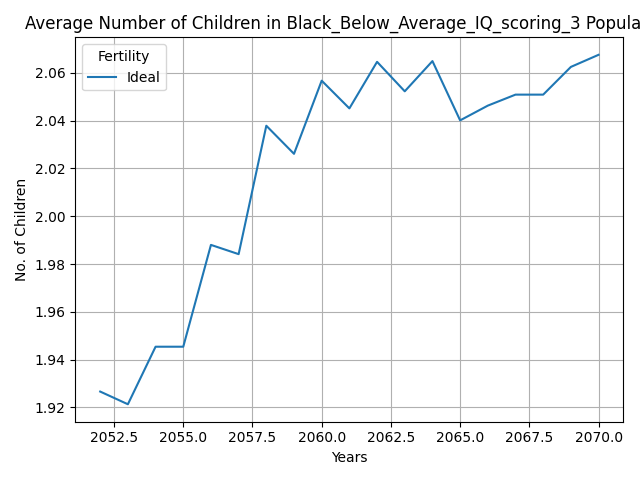 Average Number of Children in Black_Below_Average_IQ_scoring_3 Popula
Fertility
Ideal
2.06
2.04
2.02
2.00
1.98
1.96
1.94
1.92
No. of Children
2052.5 2055.0 2057.5 2060.0 2062.5 2065.0 2067.5 2070.0
Years